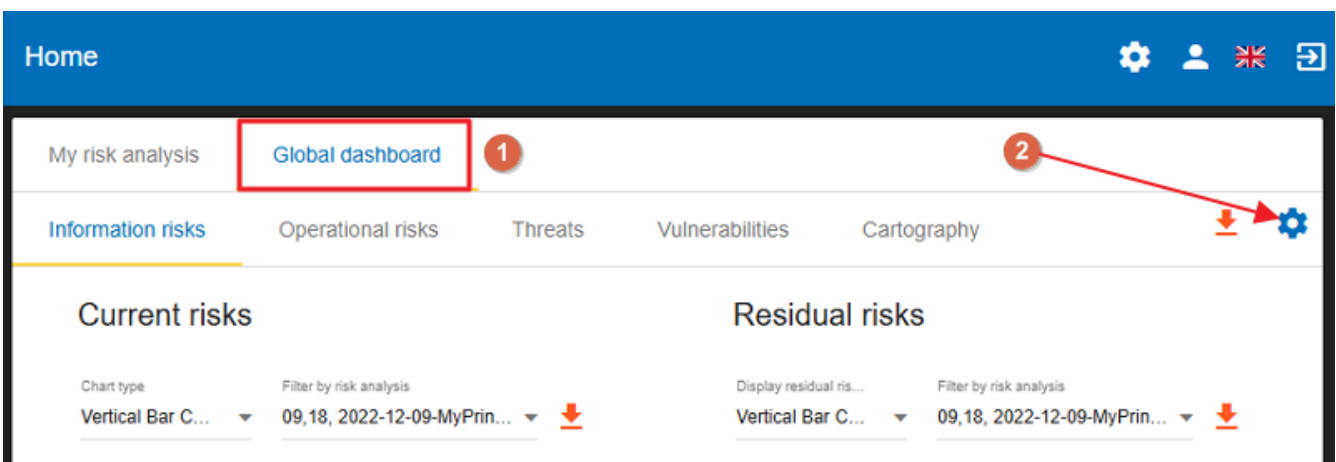 Home
My risk analysis Global dashboard 1 2
Information risks Operational risks Threats Vulnerabilities Cartography
Current risks Residual risks
Chart type Filter by risk analysis Display residual ris... Filter by risk analysis
Vertical Bar C... 09,18, 2022-12-09-MyPrin... Vertical Bar C... 09,18, 2022-12-09-MyPrin...